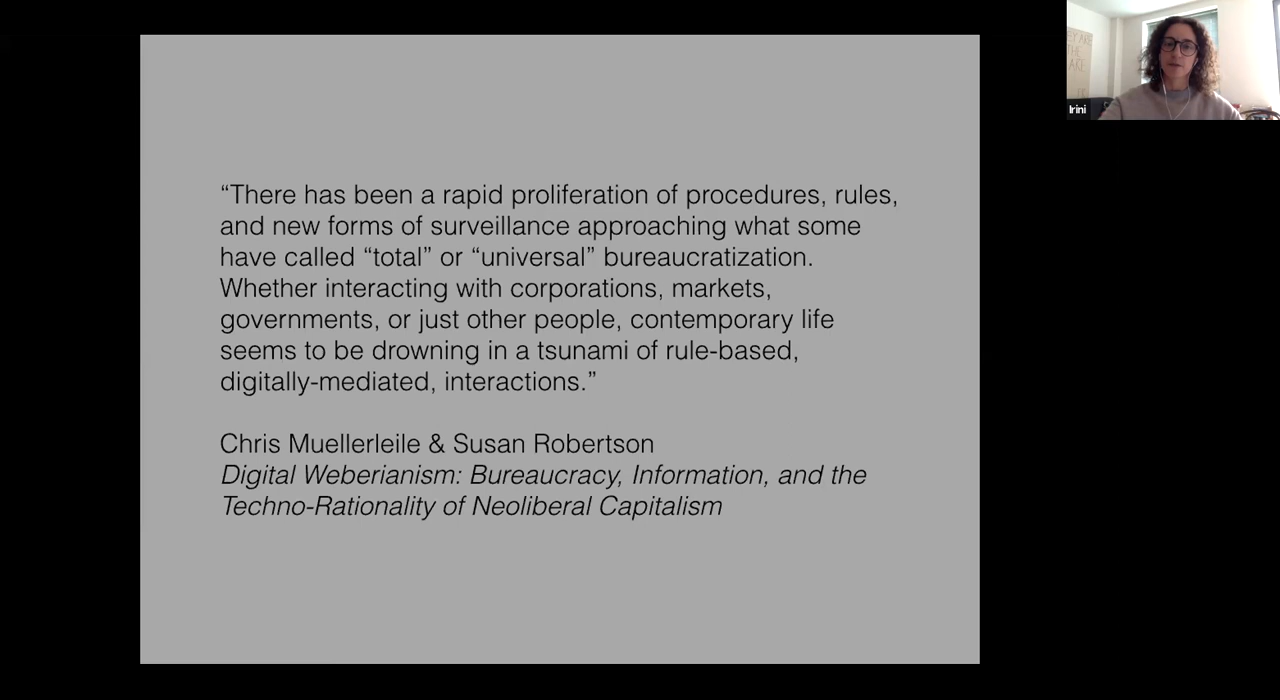 “There has been a rapid proliferation of procedures, rules,
and new forms of surveillance approaching what some
have called “total” or “universal” bureaucratization.
Whether interacting with corporations, markets,
governments, or just other people, contemporary life
seems to be drowning in a tsunami of rule-based,
digitally-mediated, interactions.”
Chris Muellerleile & Susan Robertson
Digital Weberianism: Bureaucracy, Information, and the
Techno-Rationality of Neoliberal Capitalism
THE
ARE
Irini